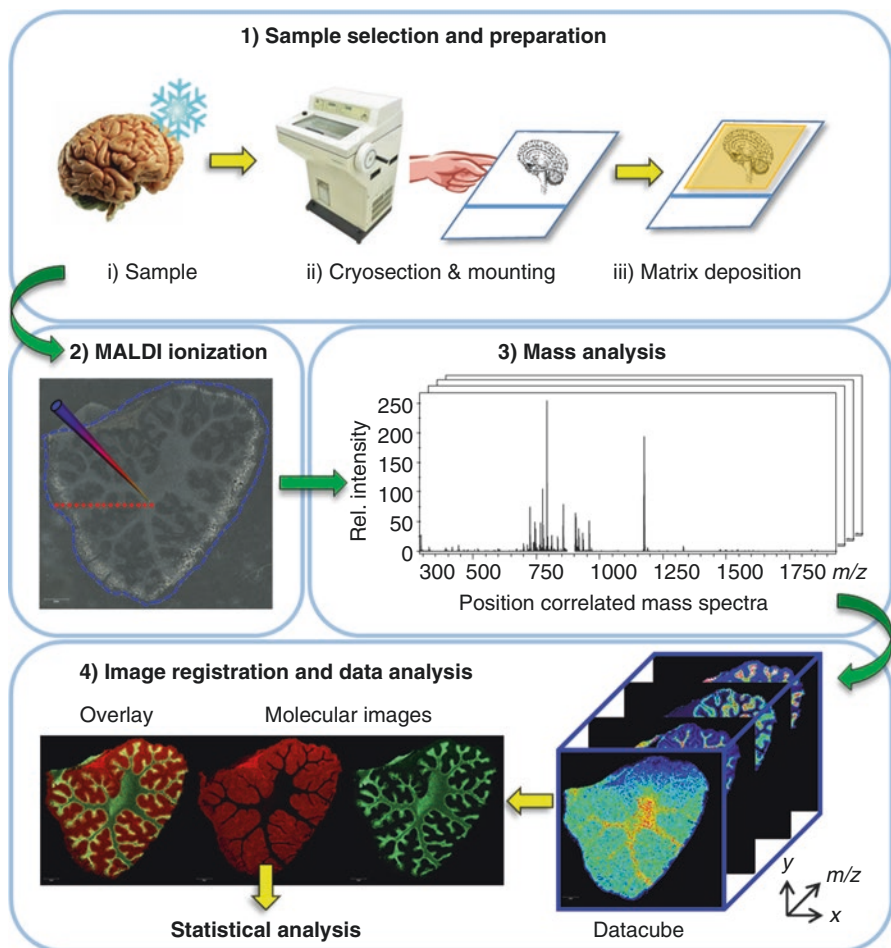 1) Sample selection and preparation
i) Sample
ii) Cryosection & mounting
iii) Matrix deposition
2) MALDI ionization
3) Mass analysis
Rel. intensity
250
200
150
100
50
0
300 500 750 1000 1250 1500 1750 m/z
Position correlated mass spectra
4) Image registration and data analysis
Overlay
Molecular images
Statistical analysis
Datacube
y
m/z
x